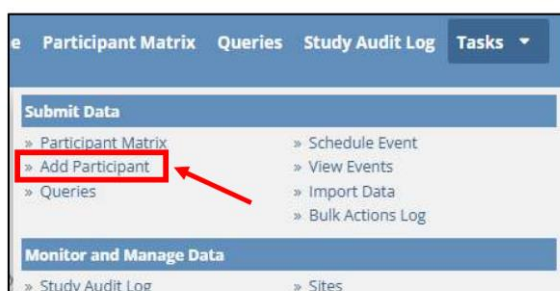 e Participant Matrix Queries Study Audit Log Tasks
Submit Data
» Participant Matrix » Schedule Event
» Add Participant » View Events
» Queries » Import Data
» Bulk Actions Log
Monitor and Manage Data
» Study Audit Log » Sites